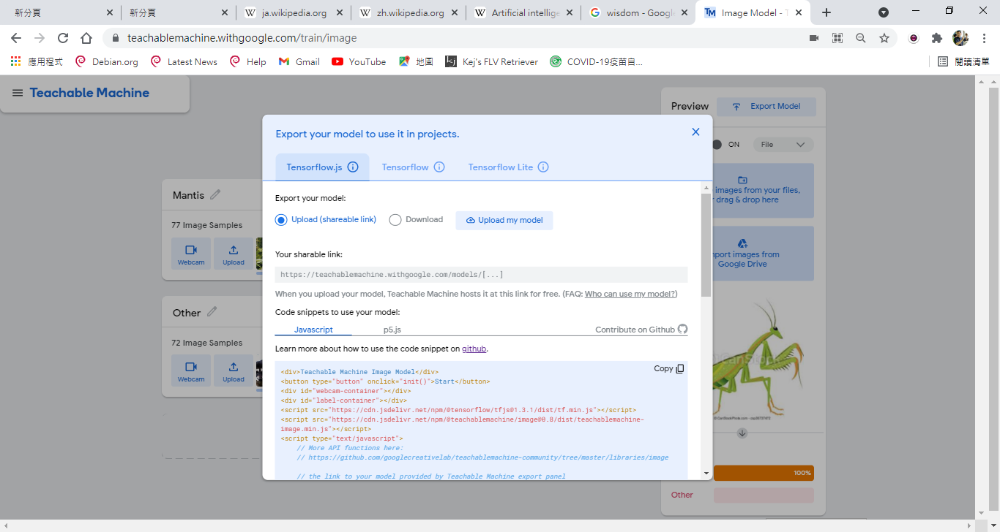 新分頁
新分頁
ja.wikipedia.org
zh.wikipedia.org
Artificial intellige
wisdom - Googl
Image Model - T
teachablemachine.withgoogle.com/train/image
應用程式
Debian.org
Latest News
Help
Gmail
YouTube
地圖
Kej's FLV Retriever
COVID-19疫苗自...
閱讀清單
Teachable Machine
Preview
Export Model
ON
File
images from your files,
drag & drop here
port images from
Google Drive
Mantis
77 Image Samples
Webcam
Upload
Other
72 Image Samples
Webcam
Upload
Export your model to use it in projects.
Tensorflow.js
Tensorflow
Tensorflow Lite
Export your model:
Upload (shareable link)
Download
Upload my model
Your sharable link:
https://teachablemachine.withgoogle.com/models/[...]
When you upload your model, Teachable Machine hosts it at this link for free. (FAQ: Who can use my model?)
Code snippets to use your model:
Javascript
p5.js
Contribute on Github
Learn more about how to use the code snippet on github.
Copy
<div>Teachable Machine Image Model</div>
<button type="button" onclick="init()">Start</button>
<div id="webcam-container"></div>
<div id="label-container"></div>
<script src="https://cdn.jsdelivr.net/npm/@tensorflow/tfjs@1.3.1/dist/tf.min.js"></script>
<script src="https://cdn.jsdelivr.net/npm/@teachablemachine/image@0.8/dist/teachablemachine-
image.min.js"></script>
<script type="text/javascript">
// More API functions here:
// https://github.com/googlecreativelab/teachablemachine-community/tree/master/libraries/image
// the link to your model provided by Teachable Machine export panel
100%
Other